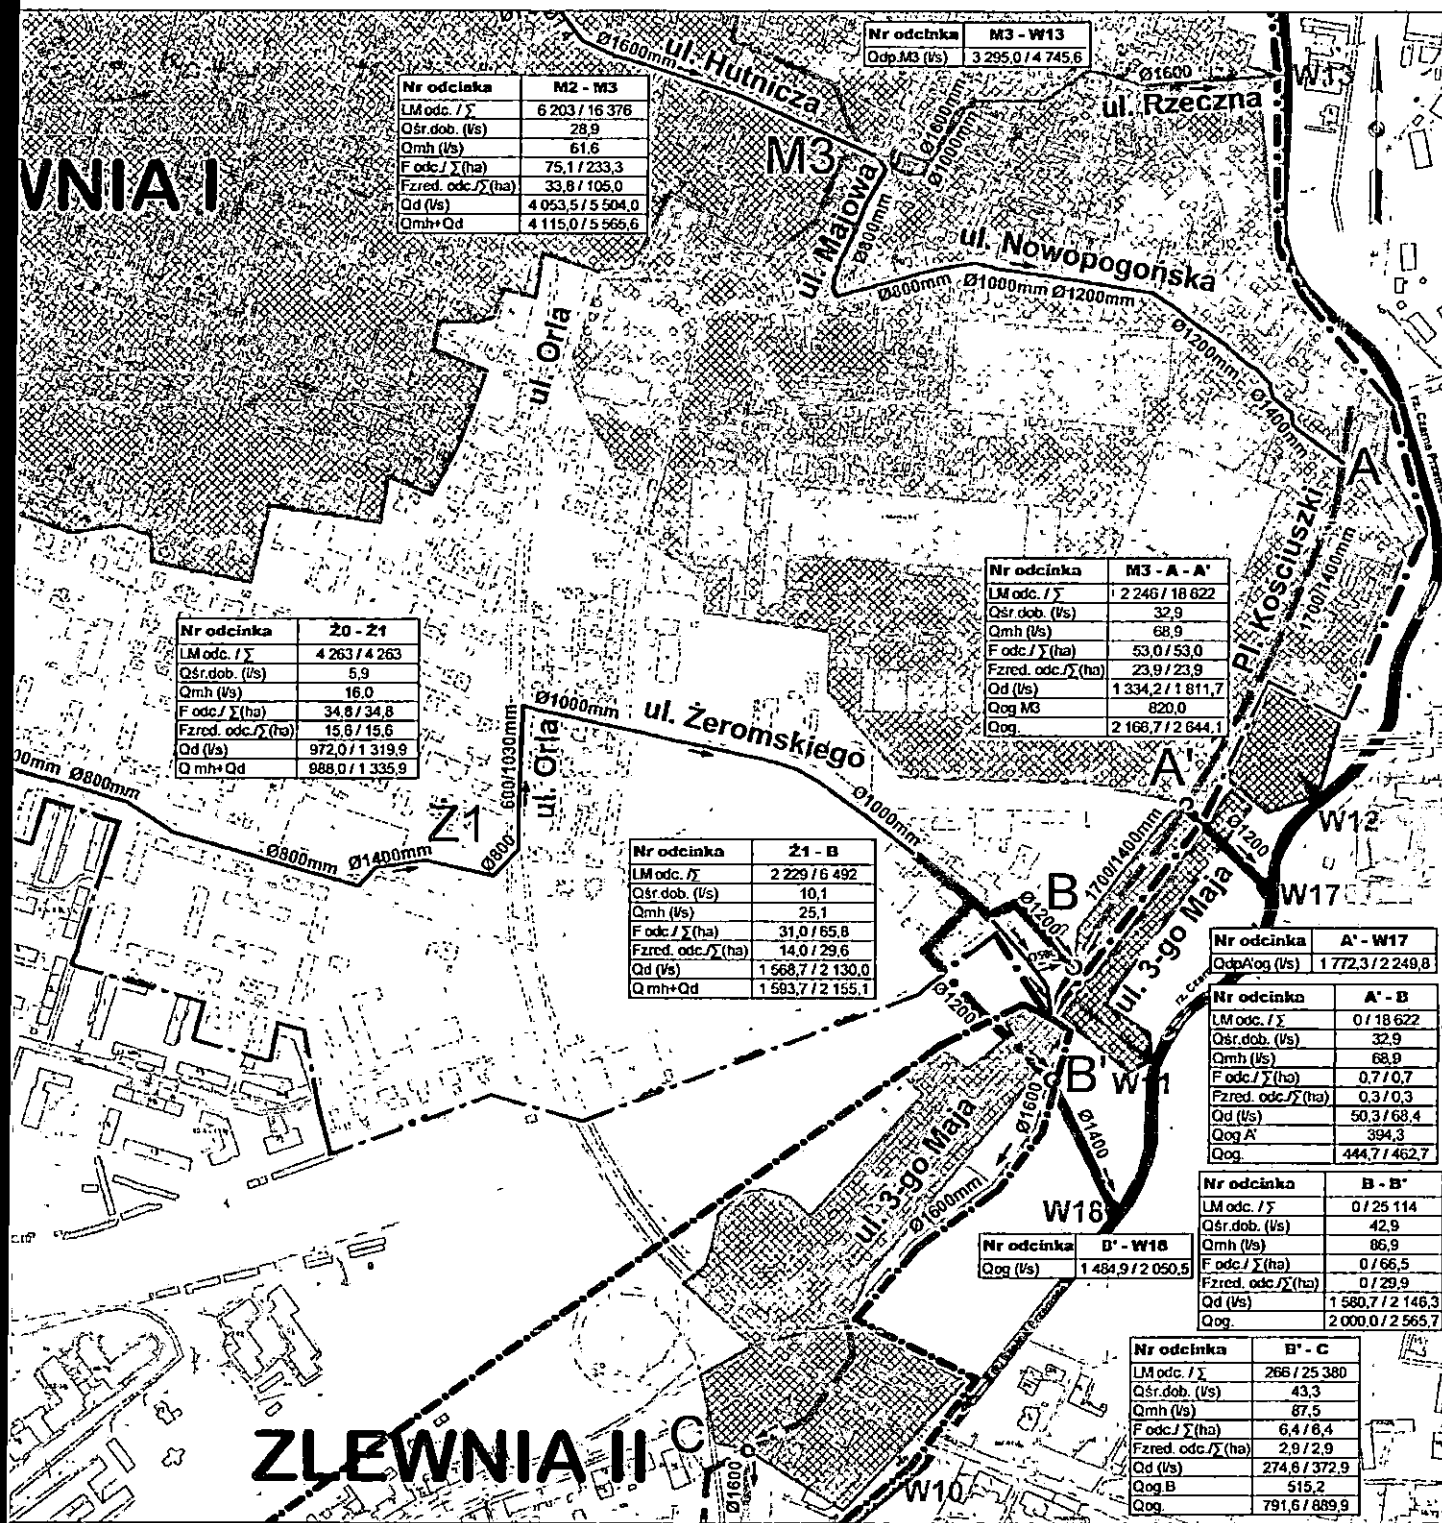 Nr odcinka M3 - W13
Qdp.M3 (l/s) 3 295,0 / 4 745,6
Ø1600mm
ul. Hutnicza
Ø1600
W13
ul. Rzeczna
Nr odcinka M2 - M3
LM odc. / ∑ 6 203 / 16 376
Qśr.dob. (l/s) 28,9
Qmh (l/s) 61,6
F odc./ ∑(ha) 75,1 / 233,3
Fzred. odc./∑(ha) 33,8 / 105,0
Qd (l/s) 4 053,5 / 5 504,0
Qmh+Qd 4 115,0 / 5 565,6
M3
Ø1600mm
Ø1000mm
WNIA I
ul. Majowa
Ø800mm
ul. Nowopogońska
Ø800mm Ø1000mm Ø1200mm
ul. Orla
Ø1200mm
Ø1400mm
A
Pl. Kościuszki
1700/1400mm
Nr odcinka M3 - A - A'
LM odc. / ∑ 2 246 / 18 622
Qśr.dob. (l/s) 32,9
Qmh (l/s) 68,9
F odc./ ∑(ha) 53,0 / 53,0
Fzred. odc./∑(ha) 23,9 / 23,9
Qd (l/s) 1 334,2 / 1 811,7
Qog M3 820,0
Qog. 2 166,7 / 2 644,1
Nr odcinka Ż0 - Ż1
LM odc. / ∑ 4 263 / 4 263
Qśr.dob. (l/s) 5,9
Qmh (l/s) 16,0
F odc./ ∑(ha) 34,8 / 34,8
Fzred. odc./∑(ha) 15,6 / 15,6
Qd (l/s) 972,0 / 1 319,9
Q mh+Qd 988,0 / 1 335,9
Ø1000mm
ul. Żeromskiego
600/1030mm
ul. Orla
00mm Ø800mm
Ż1
Ø800mm Ø1400mm
Ø800
Ø1000mm
A'
Ø1200
W12
1700/1400mm
W17
ul. 3-go Maja
Nr odcinka Ż1 - B
LM odc. /∑ 2 229 / 6 492
Qśr.dob. (l/s) 10,1
Qmh (l/s) 25,1
F odc./ ∑(ha) 31,0 / 65,8
Fzred. odc./∑(ha) 14,0 / 29,6
Qd (l/s) 1 568,7 / 2 130,0
Q mh+Qd 1 593,7 / 2 155,1
B
Ø1200
Ø1200
Nr odcinka A' - W17
QdpA'og (l/s) 1 772,3 / 2 249,8
Nr odcinka A' - B
LM odc. / ∑ 0 / 18 622
Qśr.dob. (l/s) 32,9
Qmh (l/s) 68,9
F odc./ ∑(ha) 0,7 / 0,7
Fzred. odc./∑(ha) 0,3 / 0,3
Qd (l/s) 50,3 / 68,4
Qog A' 394,3
Qog. 444,7 / 462,7
B'
W11
Ø1600
Ø1400
ul. 3-go Maja
Ø1600mm
W18
Nr odcinka B' - W18
Qog (l/s) 1 484,9 / 2 050,5
Nr odcinka B - B'
LM odc. / ∑ 0 / 25 114
Qśr.dob. (l/s) 42,9
Qmh (l/s) 86,9
F odc./ ∑(ha) 0 / 66,5
Fzred. odc./∑(ha) 0 / 29,9
Qd (l/s) 1 580,7 / 2 146,3
Qog. 2 000,0 / 2 565,7
Nr odcinka B' - C
LM odc. / ∑ 266 / 25 380
Qśr.dob. (l/s) 43,3
Qmh (l/s) 87,5
F odc./ ∑(ha) 6,4 / 6,4
Fzred. odc./∑(ha) 2,9 / 2,9
Qd (l/s) 274,6 / 372,9
Qog.B 515,2
Qog. 791,6 / 889,9
ZLEWNIA II
C
Ø1600
W10